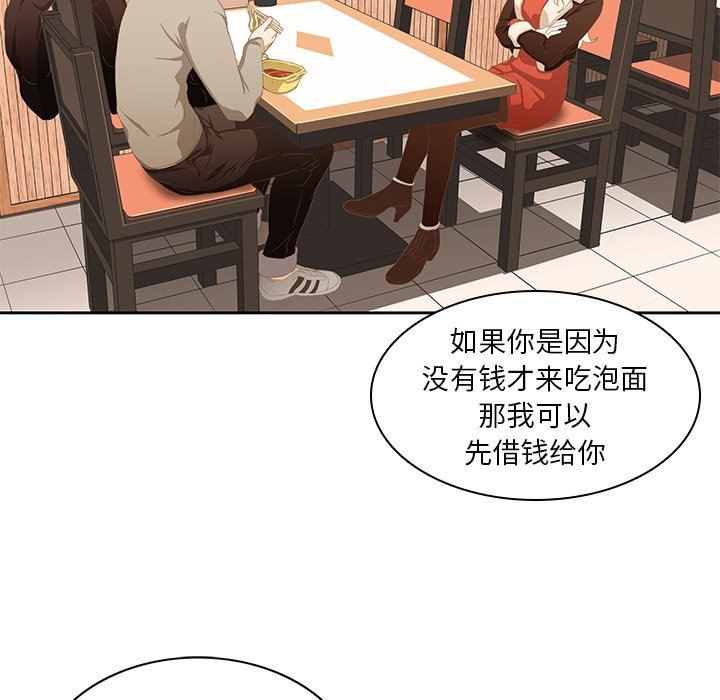 如果你是因为
没有钱才来吃泡面
那我可以
先借钱给你